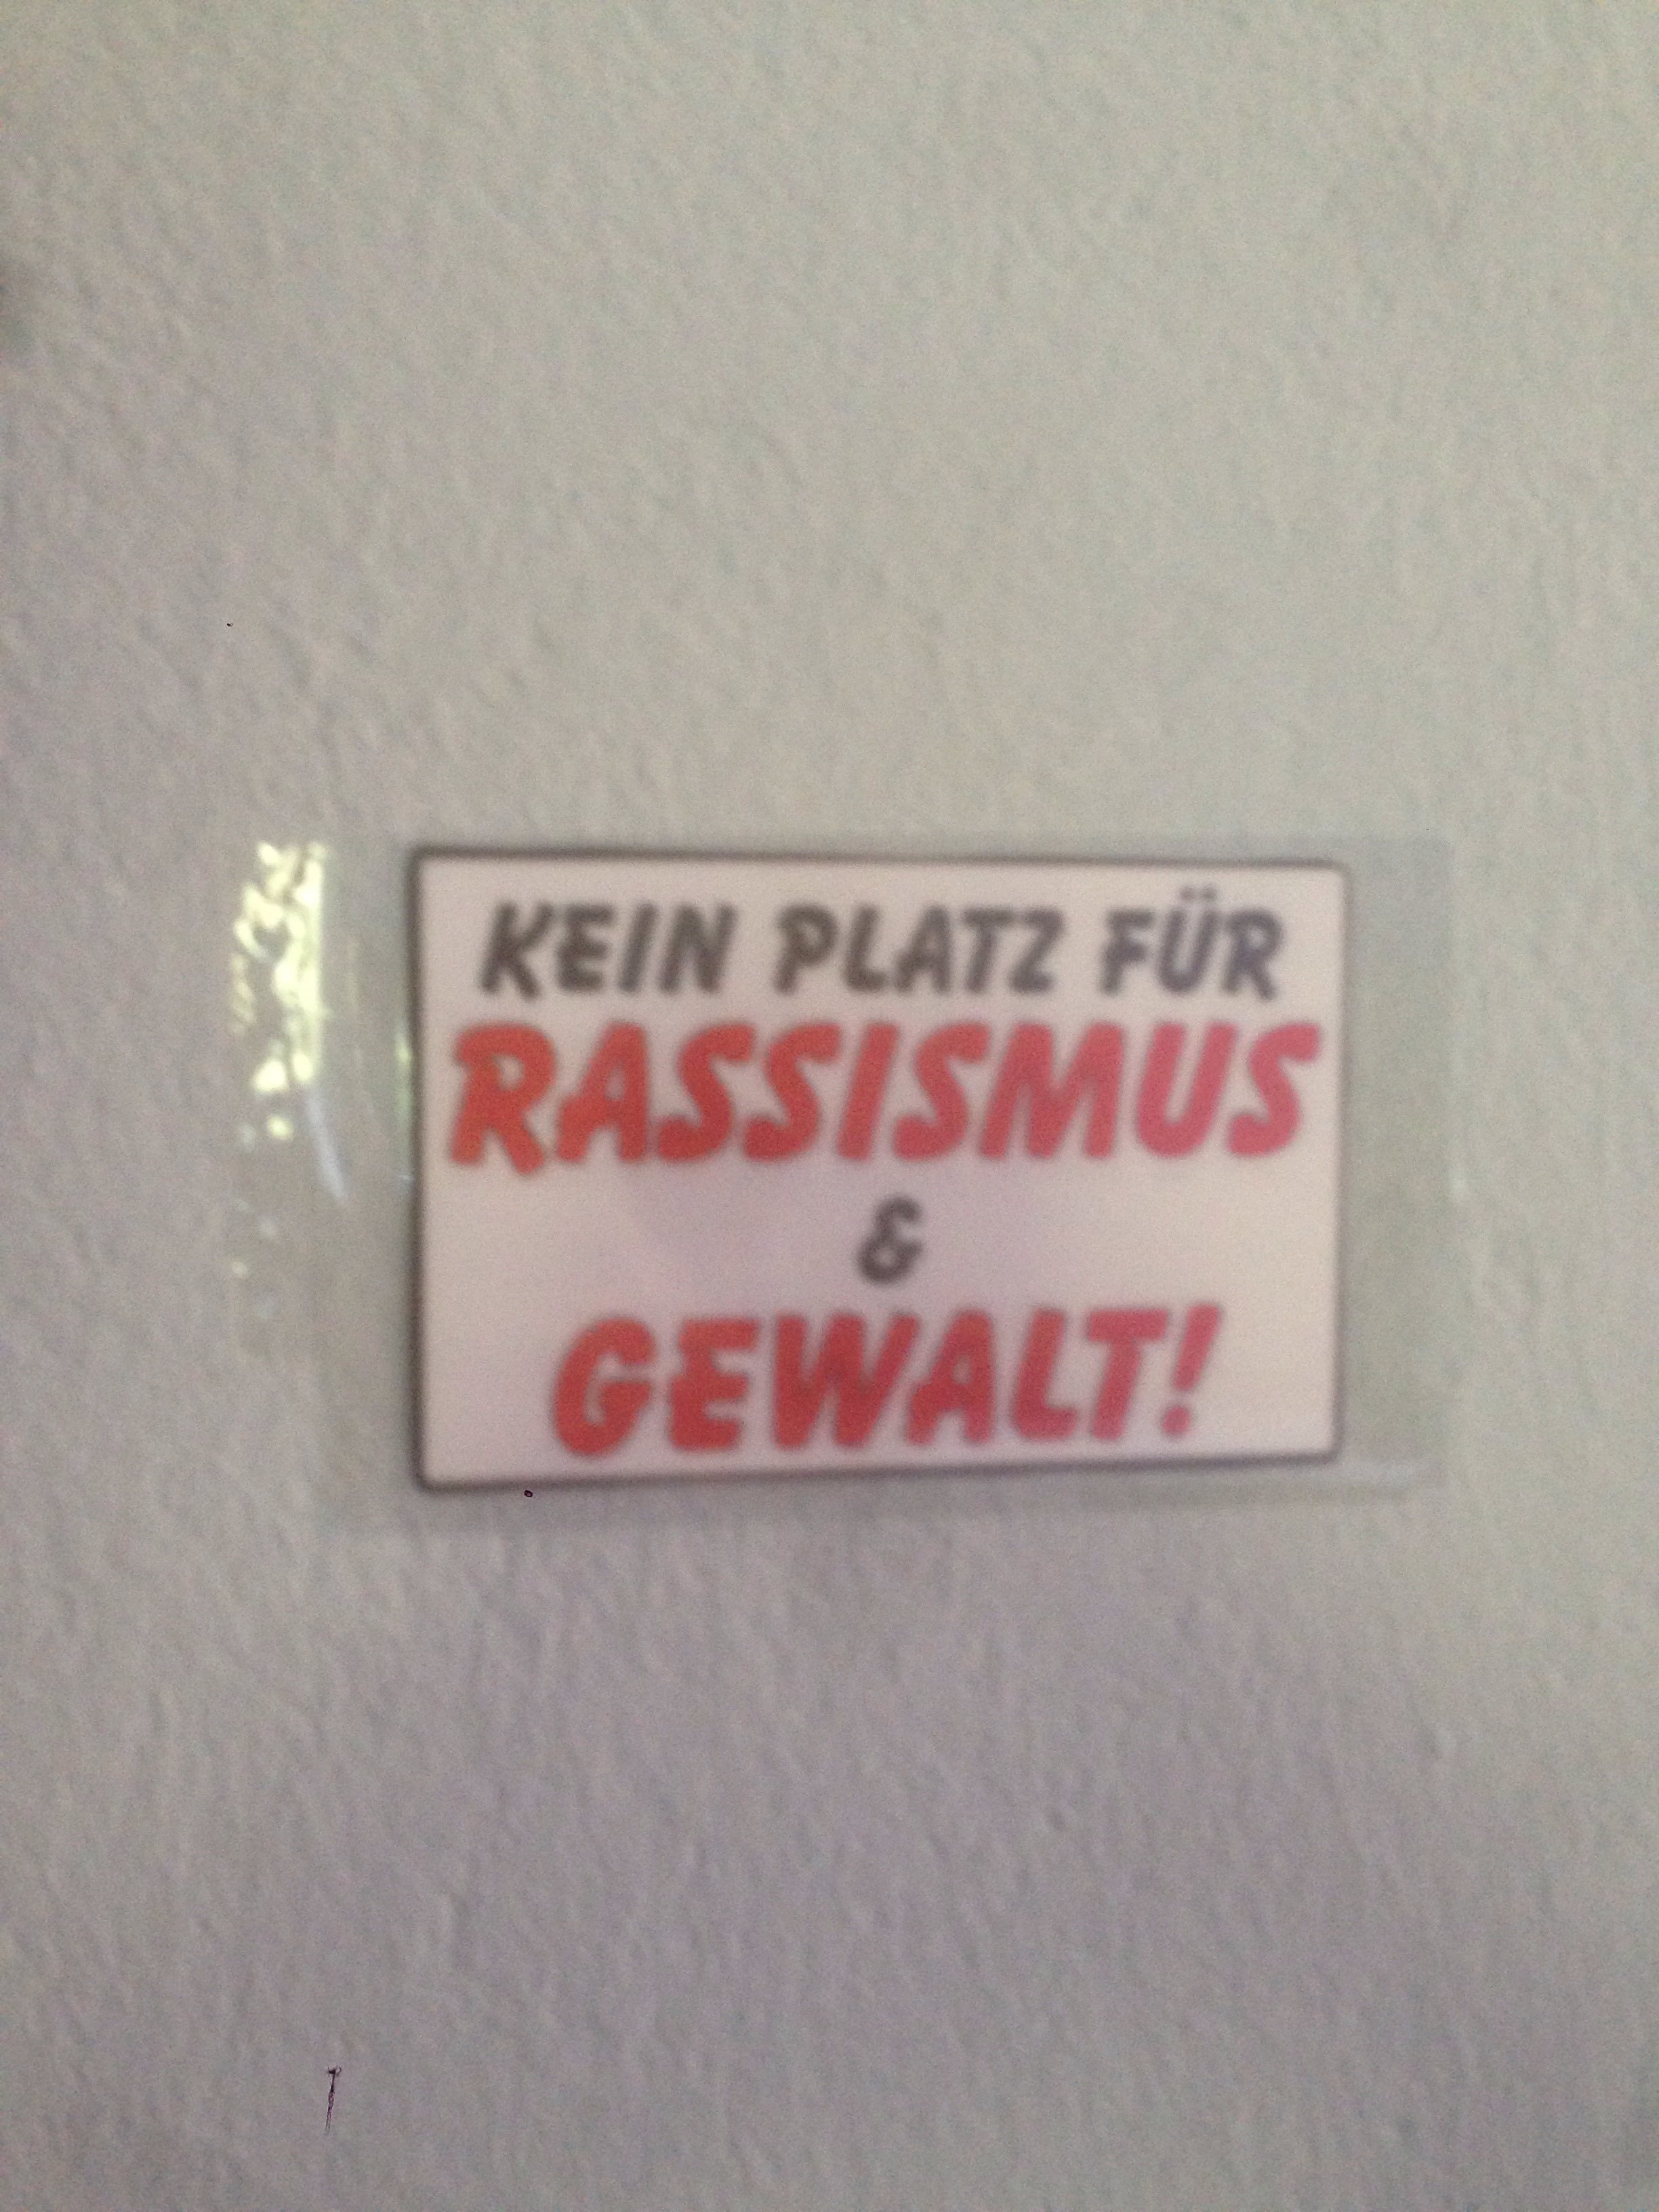 KEIN PLATZ FÜR
RASSISMUS
&
GEWALT!